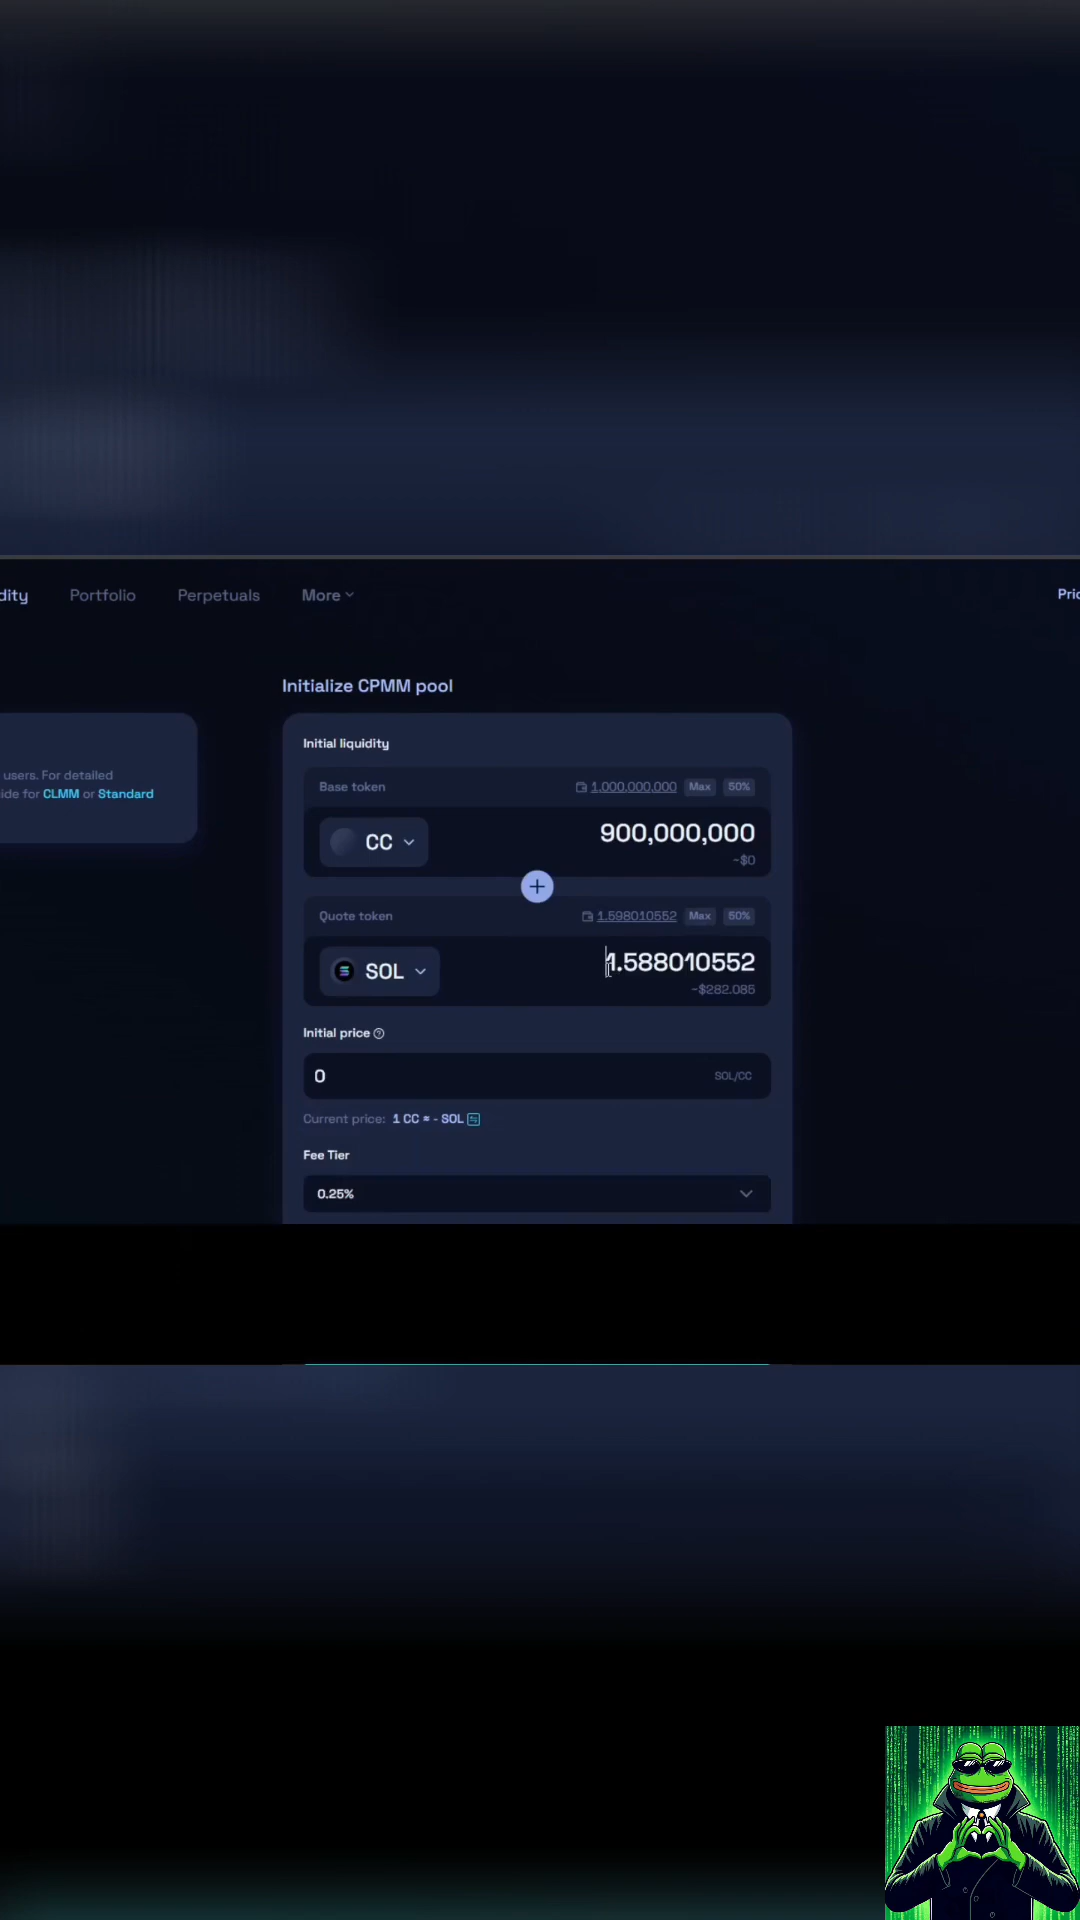 dity Portfolio Perpetuals More Pric
Initialize CPMM pool
Initial liquidity
users. For detailed
ide for CLMM or Standard
Base token 1,000,000,000 Max 50%
CC 900,000,000
~$0
+
Quote token 1.598010552 Max 50%
SOL 1.588010552
~$282.085
Initial price ?
0 SOL/CC
Current price: 1 CC ≈ - SOL
Fee Tier
0.25%